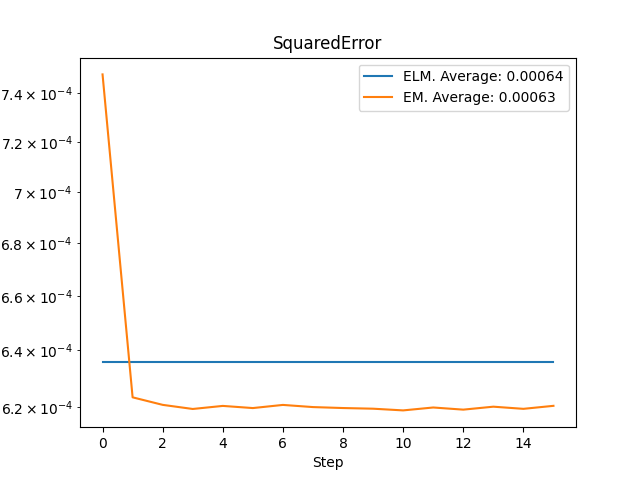 SquaredError
ELM. Average: 0.00064
EM. Average: 0.00063
7.4 × 10⁻⁴
7.2 × 10⁻⁴
7 × 10⁻⁴
6.8 × 10⁻⁴
6.6 × 10⁻⁴
6.4 × 10⁻⁴
6.2 × 10⁻⁴
0 2 4 6 8 10 12 14
Step